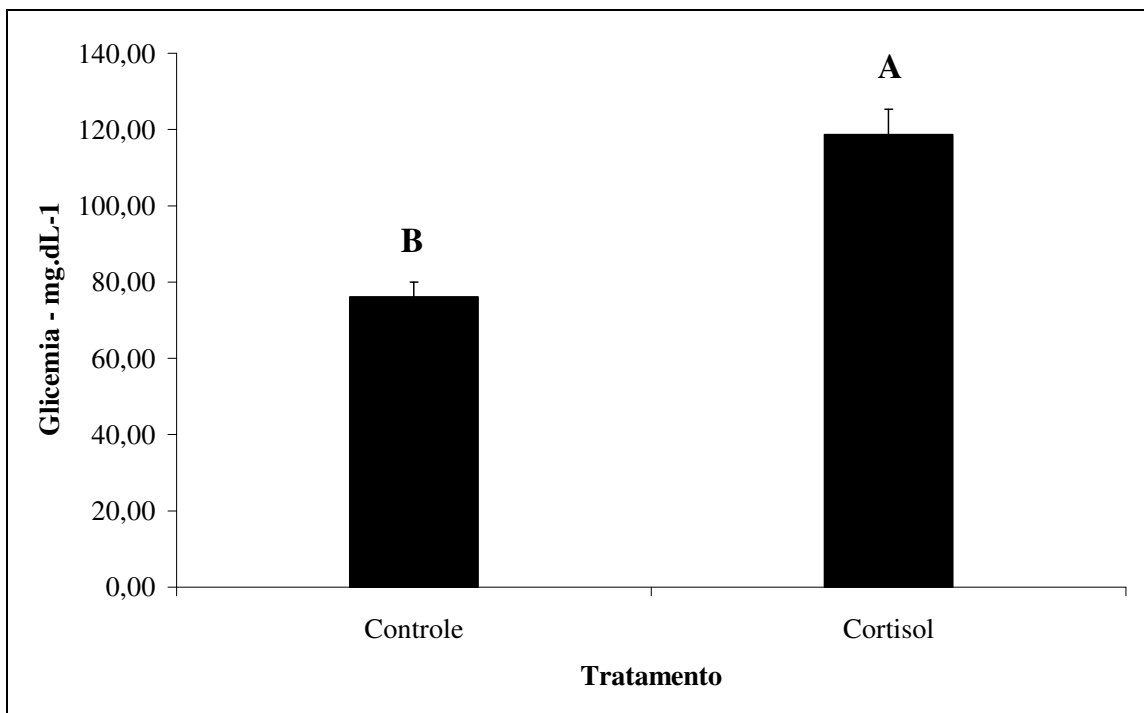 140,00
120,00
100,00
80,00
60,00
40,00
20,00
0,00
Glicemia - mg.dL-1
B
A
Controle
Cortisol
Tratamento